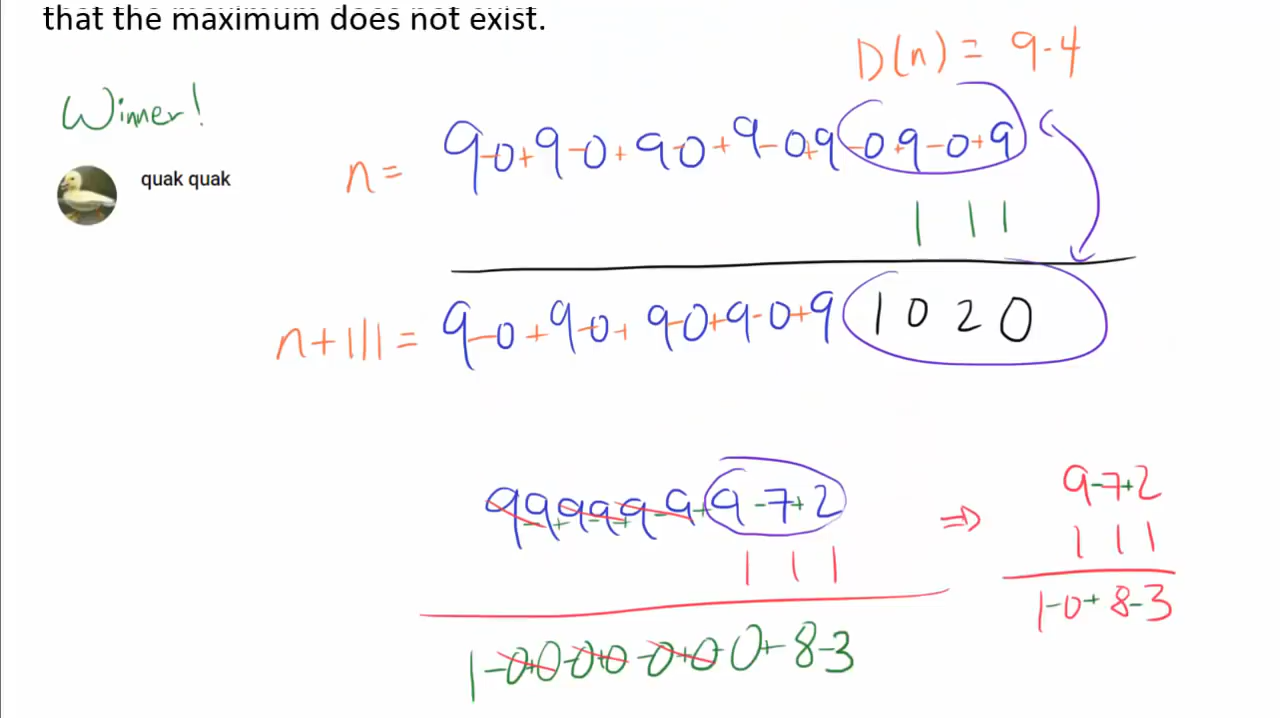 that the maximum does not exist.
D(n) = 9-4
Winner!
quak quak
n = 9-0+9-0+9-0+9-0+9-0+9-0+9
1 1 1
n+111 = 9-0+9-0+9-0+9-0+9 1 0 2 0
9-9+9-9+9-9+9-7+2
1 1 1
1-0+0-0+0-0+0-0+8-3
⇒
9-7+2
1 1 1
1-0+8-3